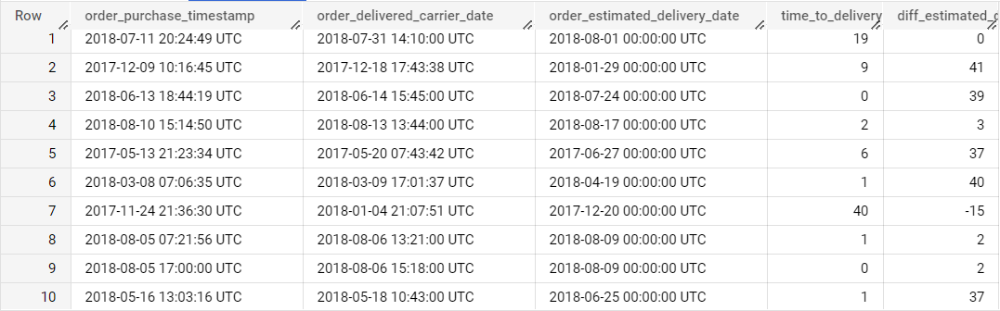 Row order_purchase_timestamp order_delivered_carrier_date order_estimated_delivery_date time_to_delivery diff_estimated_
1 2018-07-11 20:24:49 UTC 2018-07-31 14:10:00 UTC 2018-08-01 00:00:00 UTC 19 0
2 2017-12-09 10:16:45 UTC 2017-12-18 17:43:38 UTC 2018-01-29 00:00:00 UTC 9 41
3 2018-06-13 18:44:19 UTC 2018-06-14 15:45:00 UTC 2018-07-24 00:00:00 UTC 0 39
4 2018-08-10 15:14:50 UTC 2018-08-13 13:44:00 UTC 2018-08-17 00:00:00 UTC 2 3
5 2017-05-13 21:23:34 UTC 2017-05-20 07:43:42 UTC 2017-06-27 00:00:00 UTC 6 37
6 2018-03-08 07:06:35 UTC 2018-03-09 17:01:37 UTC 2018-04-19 00:00:00 UTC 1 40
7 2017-11-24 21:36:30 UTC 2018-01-04 21:07:51 UTC 2017-12-20 00:00:00 UTC 40 -15
8 2018-08-05 07:21:56 UTC 2018-08-06 13:21:00 UTC 2018-08-09 00:00:00 UTC 1 2
9 2018-08-05 17:00:00 UTC 2018-08-06 15:18:00 UTC 2018-08-09 00:00:00 UTC 0 2
10 2018-05-16 13:03:16 UTC 2018-05-18 10:43:00 UTC 2018-06-25 00:00:00 UTC 1 37